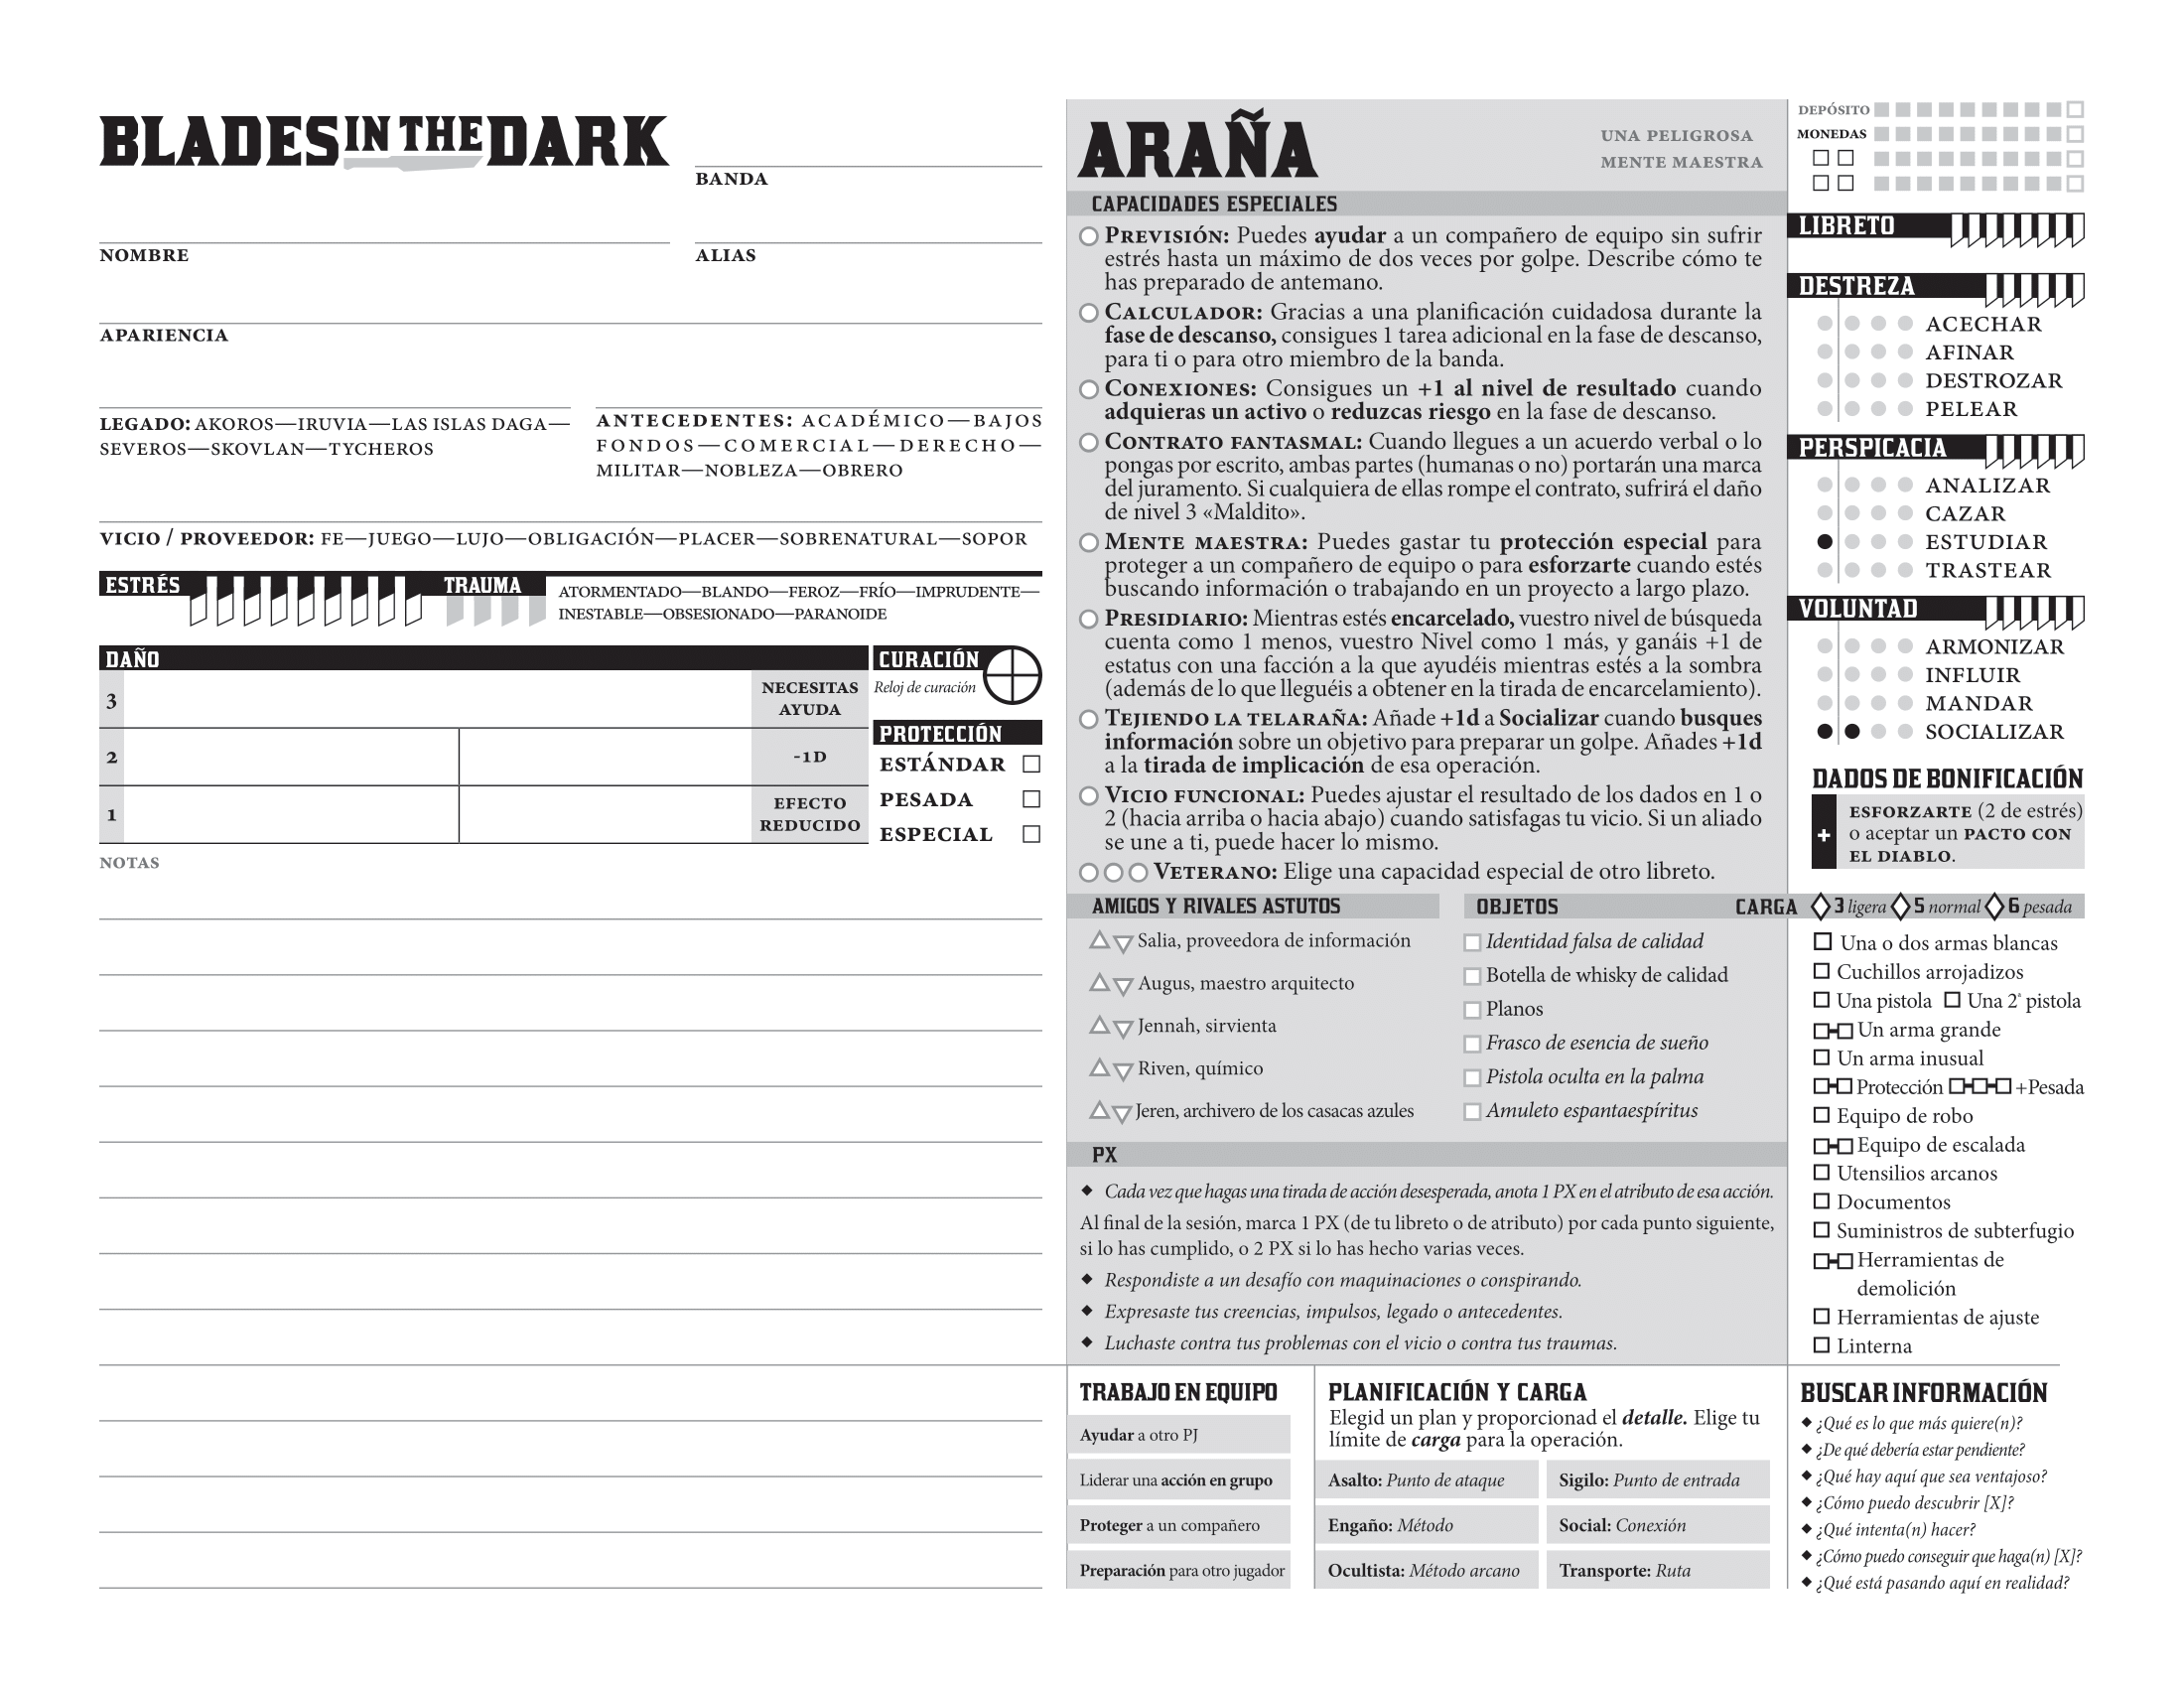 BLADES IN THE DARK
BANDA
NOMBRE
ALIAS
APARIENCIA
LEGADO: AKOROS—IRUVIA—LAS ISLAS DAGA—
SEVEROS—SKOVLAN—TYCHEROS
ANTECEDENTES: ACADÉMICO—BAJOS
FONDOS—COMERCIAL—DERECHO—
MILITAR—NOBLEZA—OBRERO
VICIO / PROVEEDOR: FE—JUEGO—LUJO—OBLIGACIÓN—PLACER—SOBRENATURAL—SOPOR
ESTRÉS
TRAUMA
ATORMENTADO—BLANDO—FEROZ—FRÍO—IMPRUDENTE—
INESTABLE—OBSESIONADO—PARANOIDE
DAÑO
3
NECESITAS
AYUDA
2
-1D
1
EFECTO
REDUCIDO
CURACIÓN
Reloj de curación
PROTECCIÓN
ESTÁNDAR
PESADA
ESPECIAL
NOTAS
ARAÑA
UNA PELIGROSA
MENTE MAESTRA
CAPACIDADES ESPECIALES
PREVISIÓN: Puedes ayudar a un compañero de equipo sin sufrir
estrés hasta un máximo de dos veces por golpe. Describe cómo te
has preparado de antemano.
CALCULADOR: Gracias a una planificación cuidadosa durante la
fase de descanso, consigues 1 tarea adicional en la fase de descanso,
para ti o para otro miembro de la banda.
CONEXIONES: Consigues un +1 al nivel de resultado cuando
adquieras un activo o reduzcas riesgo en la fase de descanso.
CONTRATO FANTASMAL: Cuando llegues a un acuerdo verbal o lo
pongas por escrito, ambas partes (humanas o no) portarán una marca
del juramento. Si cualquiera de ellas rompe el contrato, sufrirá el daño
de nivel 3 «Maldito».
MENTE MAESTRA: Puedes gastar tu protección especial para
proteger a un compañero de equipo o para esforzarte cuando estés
buscando información o trabajando en un proyecto a largo plazo.
PRESIDIARIO: Mientras estés encarcelado, vuestro nivel de búsqueda
cuenta como 1 menos, vuestro Nivel como 1 más, y ganáis +1 de
estatus con una facción a la que ayudéis mientras estés a la sombra
(además de lo que lleguéis a obtener en la tirada de encarcelamiento).
TEJIENDO LA TELARAÑA: Añade +1d a Socializar cuando busques
información sobre un objetivo para preparar un golpe. Añades +1d
a la tirada de implicación de esa operación.
VICIO FUNCIONAL: Puedes ajustar el resultado de los dados en 1 o
2 (hacia arriba o hacia abajo) cuando satisfagas tu vicio. Si un aliado
se une a ti, puede hacer lo mismo.
VETERANO: Elige una capacidad especial de otro libreto.
AMIGOS Y RIVALES ASTUTOS
Salia, proveedora de información
Augus, maestro arquitecto
Jennah, sirvienta
Riven, químico
Jeren, archivero de los casacas azules
OBJETOS
Identidad falsa de calidad
Botella de whisky de calidad
Planos
Frasco de esencia de sueño
Pistola oculta en la palma
Amuleto espantaespíritus
PX
◆ Cada vez que hagas una tirada de acción desesperada, anota 1 PX en el atributo de esa acción.
Al final de la sesión, marca 1 PX (de tu libreto o de atributo) por cada punto siguiente,
si lo has cumplido, o 2 PX si lo has hecho varias veces.
◆ Respondiste a un desafío con maquinaciones o conspirando.
◆ Expresaste tus creencias, impulsos, legado o antecedentes.
◆ Luchaste contra tus problemas con el vicio o contra tus traumas.
TRABAJO EN EQUIPO
Ayudar a otro PJ
Liderar una acción en grupo
Proteger a un compañero
Preparación para otro jugador
PLANIFICACIÓN Y CARGA
Elegid un plan y proporcionad el detalle. Elige tu
límite de carga para la operación.
Asalto: Punto de ataque
Sigilo: Punto de entrada
Engaño: Método
Social: Conexión
Ocultista: Método arcano
Transporte: Ruta
DEPÓSITO
MONEDAS
LIBRETO
DESTREZA
ACECHAR
AFINAR
DESTROZAR
PELEAR
PERSPICACIA
ANALIZAR
CAZAR
ESTUDIAR
TRASTEAR
VOLUNTAD
ARMONIZAR
INFLUIR
MANDAR
SOCIALIZAR
DADOS DE BONIFICACIÓN
+
ESFORZARTE (2 de estrés)
o aceptar un PACTO CON
EL DIABLO.
CARGA 3 ligera 5 normal 6 pesada
Una o dos armas blancas
Cuchillos arrojadizos
Una pistola Una 2ª pistola
Un arma grande
Un arma inusual
Protección +Pesada
Equipo de robo
Equipo de escalada
Utensilios arcanos
Documentos
Suministros de subterfugio
Herramientas de
demolición
Herramientas de ajuste
Linterna
BUSCAR INFORMACIÓN
◆ ¿Qué es lo que más quiere(n)?
◆ ¿De qué debería estar pendiente?
◆ ¿Qué hay aquí que sea ventajoso?
◆ ¿Cómo puedo descubrir [X]?
◆ ¿Qué intenta(n) hacer?
◆ ¿Cómo puedo conseguir que haga(n) [X]?
◆ ¿Qué está pasando aquí en realidad?